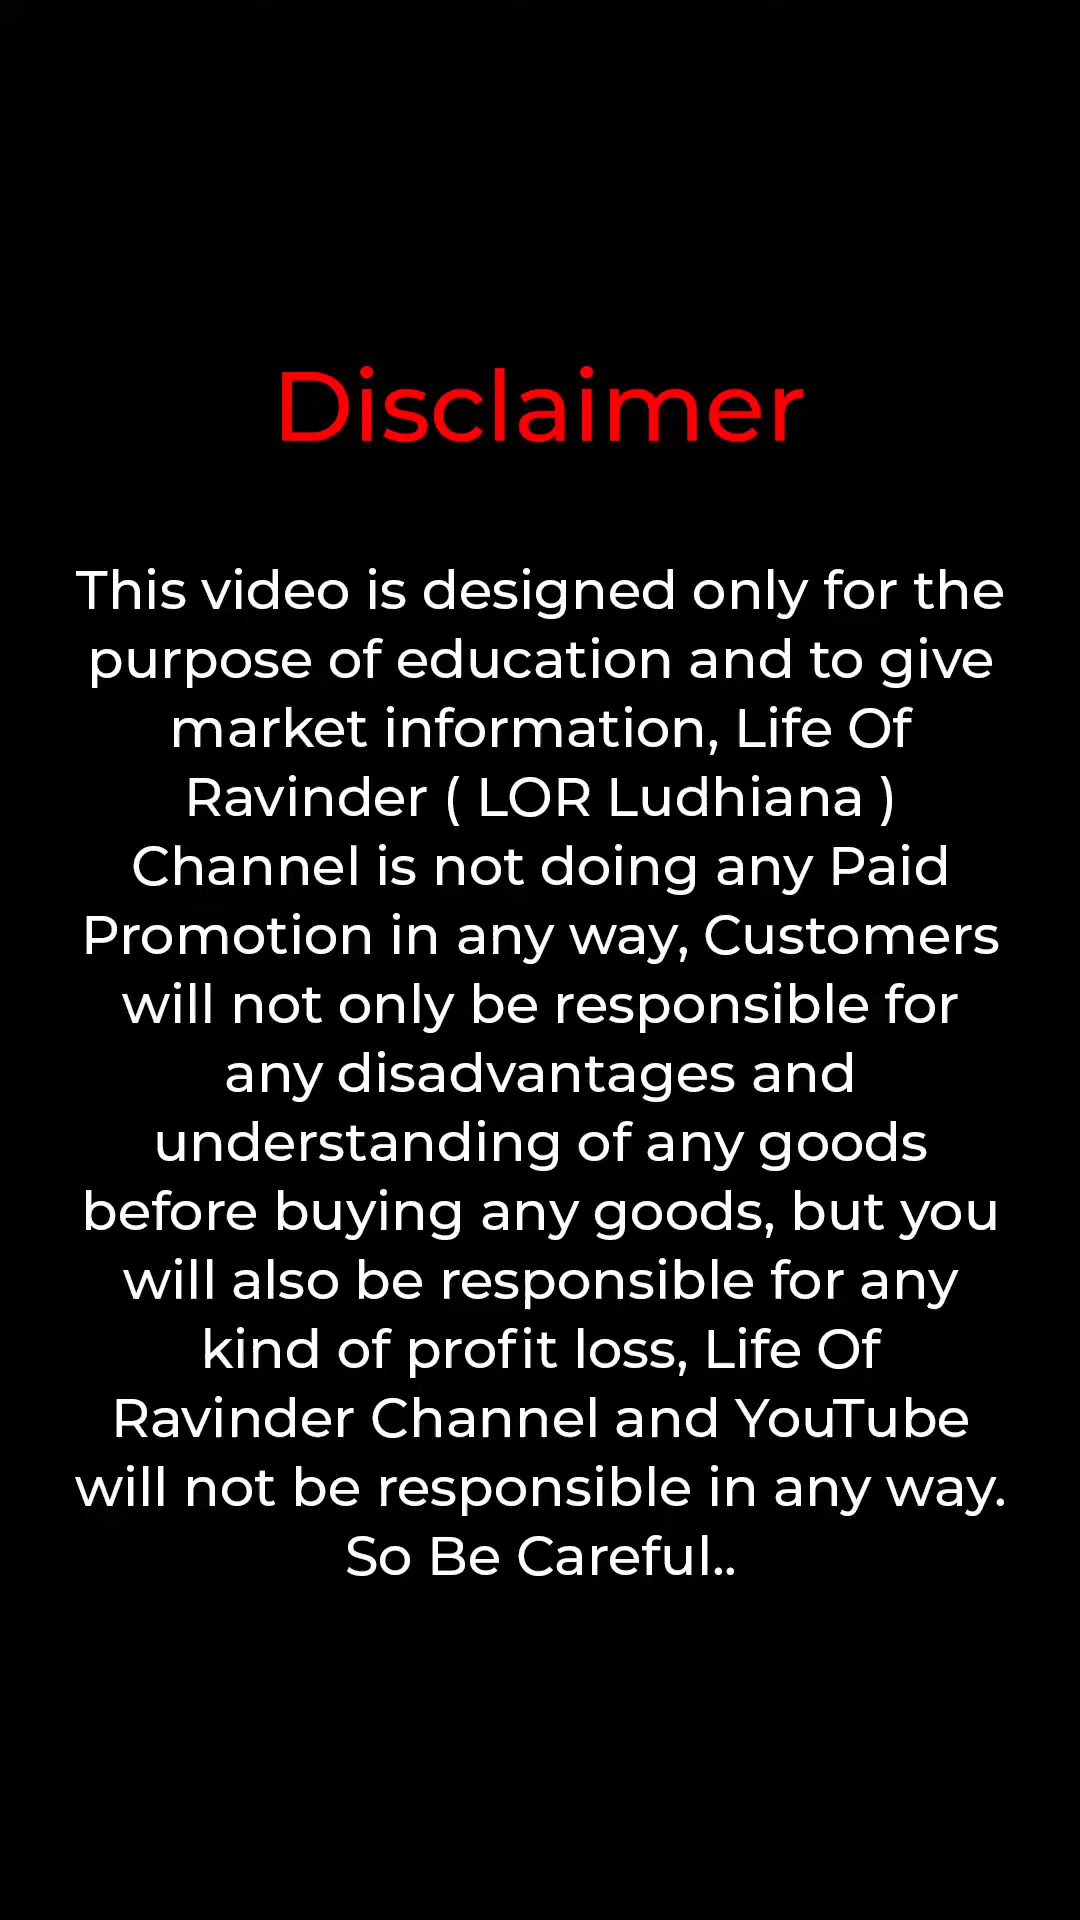 Disclaimer
This video is designed only for the
purpose of education and to give
market information, Life Of
Ravinder ( LOR Ludhiana )
Channel is not doing any Paid
Promotion in any way, Customers
will not only be responsible for
any disadvantages and
understanding of any goods
before buying any goods, but you
will also be responsible for any
kind of profit loss, Life Of
Ravinder Channel and YouTube
will not be responsible in any way.
So Be Careful..